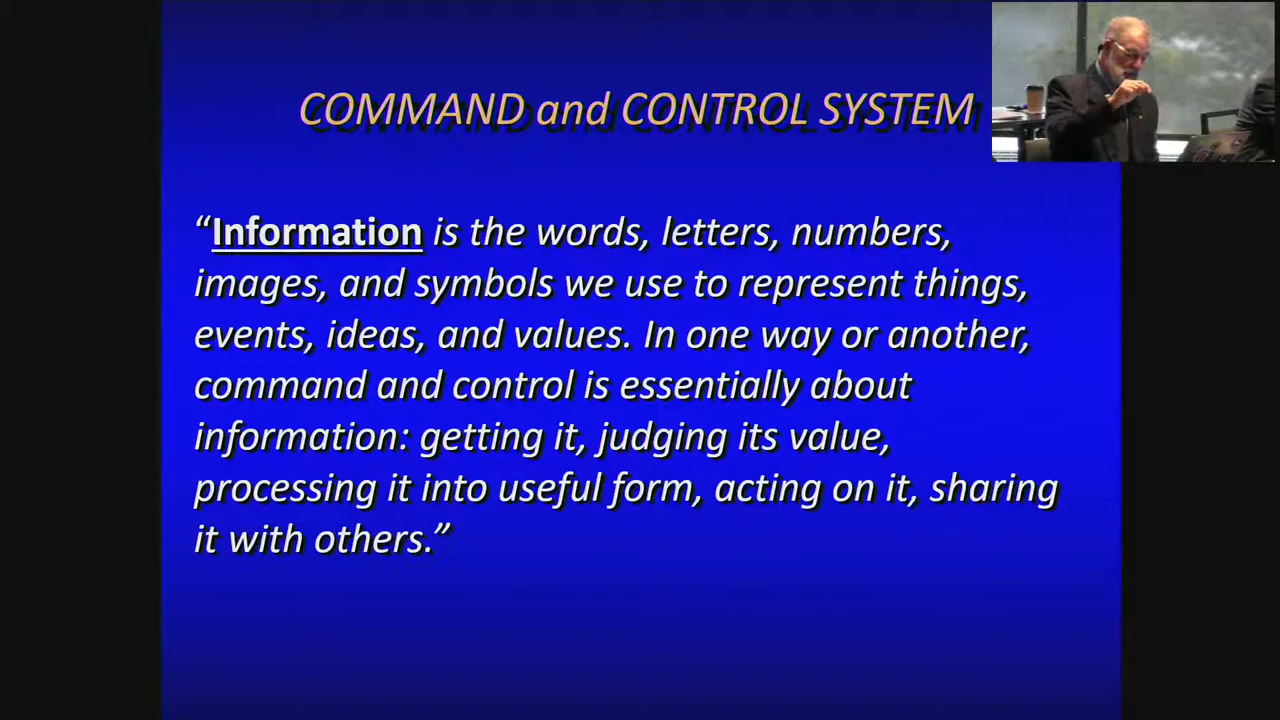 COMMAND and CONTROL SYSTEM
“Information is the words, letters, numbers,
images, and symbols we use to represent things,
events, ideas, and values. In one way or another,
command and control is essentially about
information: getting it, judging its value,
processing it into useful form, acting on it, sharing
it with others.”